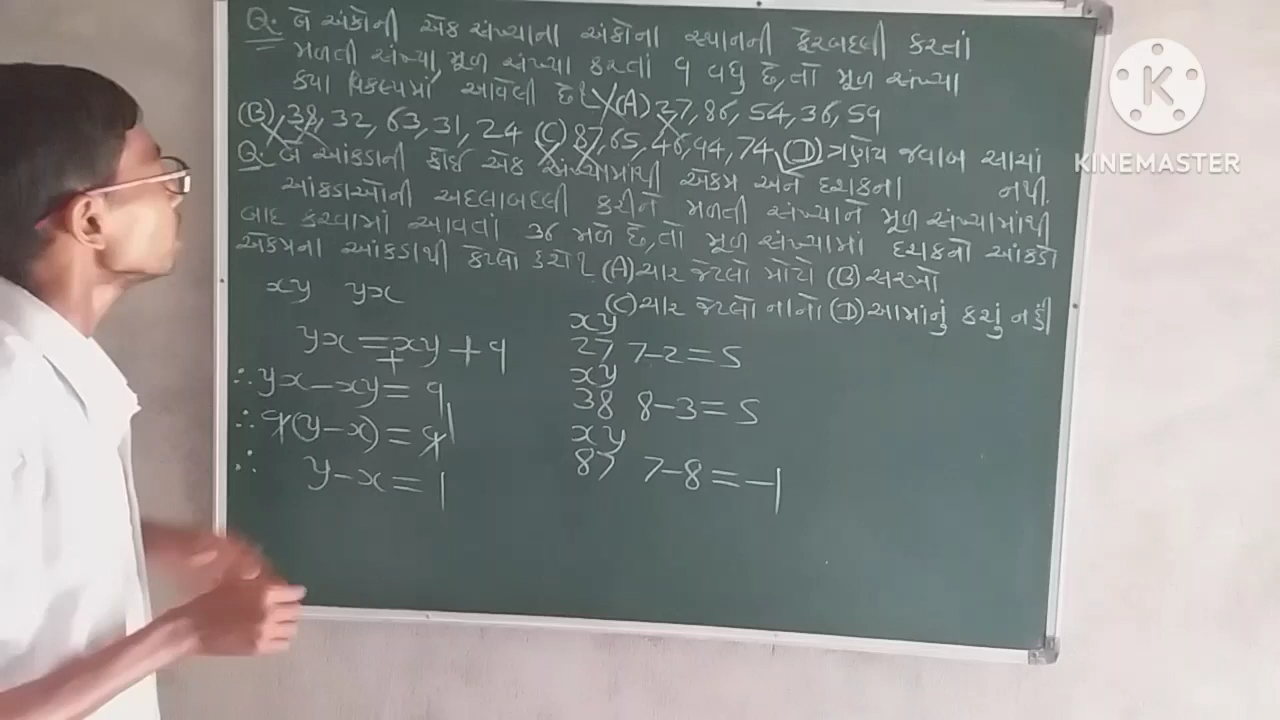 Q. બે અંકોની એક સંખ્યાના અંકોના સ્થાનની ફેરબદલી કરતાં
મળતી સંખ્યા મૂળ સંખ્યા કરતાં ૧ વધુ છે, તો મૂળ સંખ્યા
કયા વિકલ્પમાં આવેલી છે? (A) 27, 86, 54, 36, 59
(B) 38, 32, 63, 31, 24 (C) 87, 65, 46, 94, 74 (D) ત્રણેય જવાબ સાચા
નથી.
Q. બે આંકડાની કોઈ એક સંખ્યામાંથી એકમ અને દશકના
આંકડાઓની અદલાબદલી કરીને મળતી સંખ્યાને મૂળ સંખ્યામાંથી
બાદ કરવામાં આવતાં 36 મળે છે, તો મૂળ સંખ્યામાં દશકનો આંકડો
એકમના આંકડાથી કેટલો હશે? (A) ચાર જેટલો મોટો (B) સરખો
(C) ચાર જેટલો નાનો (D) આમાંનું કશું નહીં
xy yx
yx = xy + 9
+
∴ yx - xy = 9
∴ 9(y-x) = 9 1
∴ y - x = 1
xy
27 7-2=5
xy
38 8-3=5
xy
87 7-8=-1
K
KINEMASTER